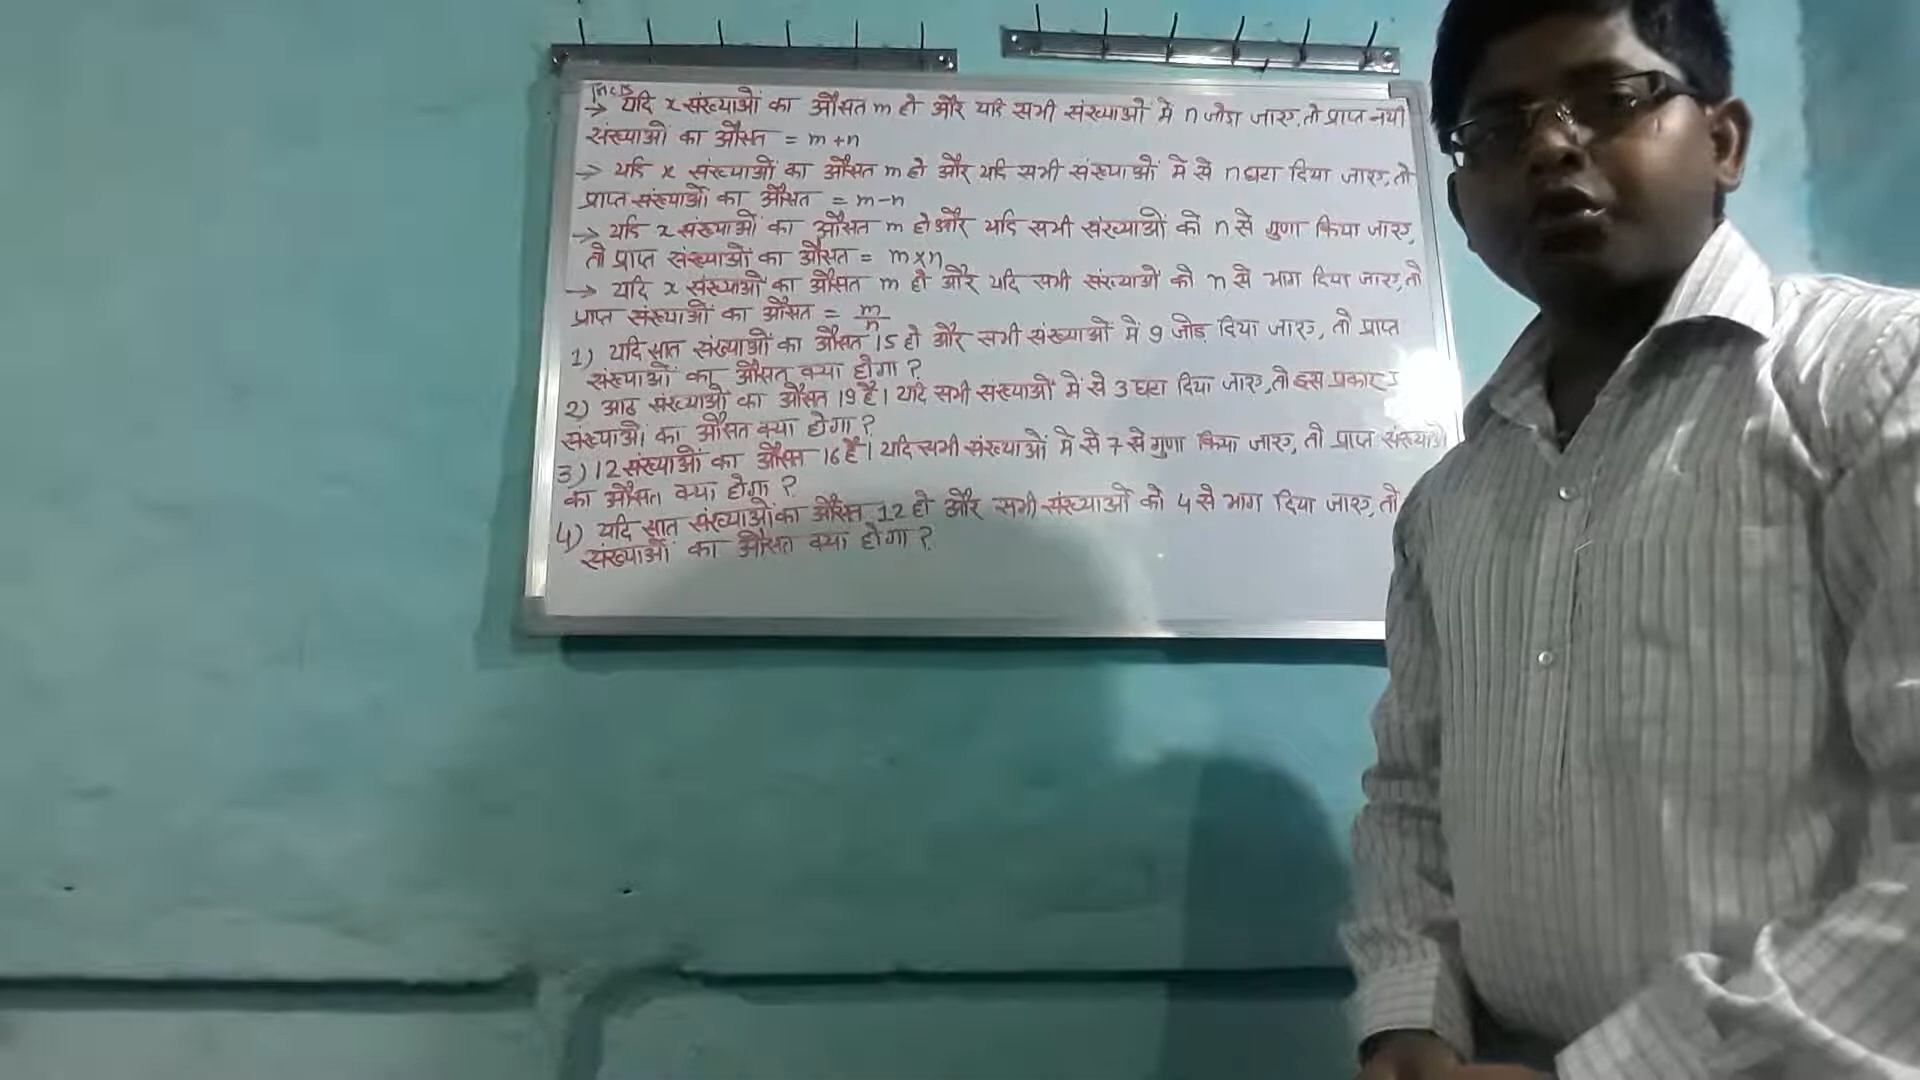 Trick
→ यदि x संख्याओं का औसत m हो और यदि सभी संख्याओं में n जोड़ा जाए, तो प्राप्त नयी
संख्याओं का औसत = m+n
→ यदि x संख्याओं का औसत m हो और यदि सभी संख्याओं में से n घटा दिया जाए, तो
प्राप्त संख्याओं का औसत = m-n
→ यदि x संख्याओं का औसत m हो और यदि सभी संख्याओं को n से गुणा किया जाए,
तो प्राप्त संख्याओं का औसत = m×n
→ यदि x संख्याओं का औसत m हो और यदि सभी संख्याओं को n से भाग दिया जाए, तो
प्राप्त संख्याओं का औसत = m/n
1) यदि सात संख्याओं का औसत 15 हो और सभी संख्याओं में 9 जोड़ दिया जाए, तो प्राप्त
संख्याओं का औसत क्या होगा ?
2) आठ संख्याओं का औसत 19 है। यदि सभी संख्याओं में से 3 घटा दिया जाए, तो इस प्रकार
संख्याओं का औसत क्या होगा ?
3) 12 संख्याओं का औसत 16 है। यदि सभी संख्याओं में से 7 से गुणा किया जाए, तो प्राप्त संख्याओं
का औसत क्या होगा ?
4) यदि सात संख्याओं का औसत 12 हो और सभी संख्याओं को 4 से भाग दिया जाए, तो
संख्याओं का औसत क्या होगा ?